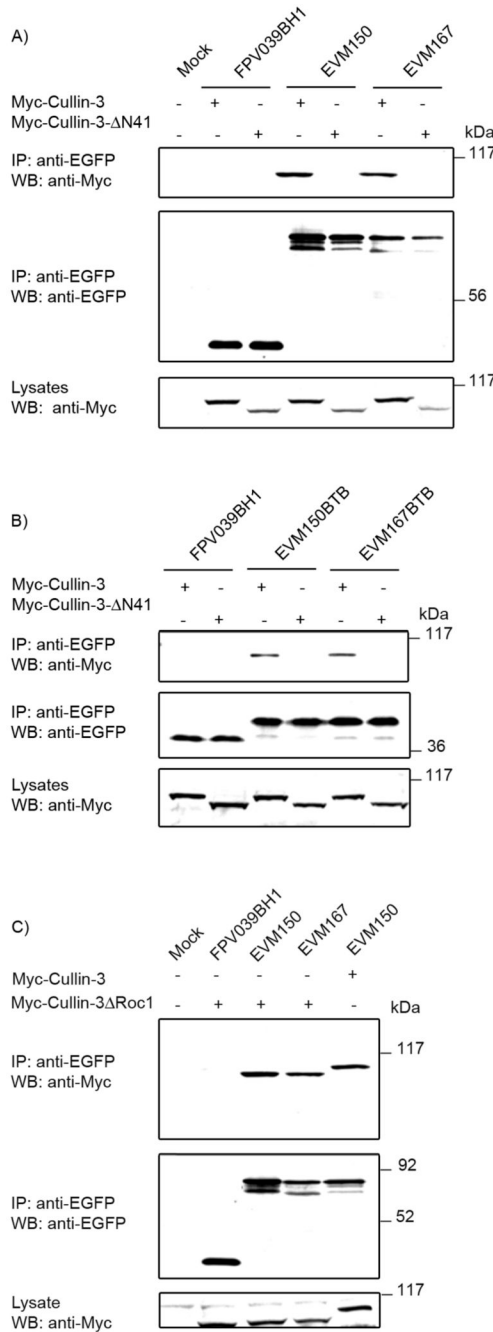 A)
Mock
FPV039BH1
EVM150
EVM167
Myc-Cullin-3 - + - + - + -
Myc-Cullin-3-ΔN41 - - + - + - + kDa
IP: anti-EGFP
WB: anti-Myc
117
IP: anti-EGFP
WB: anti-EGFP
56
Lysates
WB: anti-Myc
117
B)
FPV039BH1
EVM150BTB
EVM167BTB
Myc-Cullin-3 + - + - + -
Myc-Cullin-3-ΔN41 - + - + - + kDa
IP: anti-EGFP
WB: anti-Myc
117
IP: anti-EGFP
WB: anti-EGFP
36
Lysates
WB: anti-Myc
117
C)
Mock
FPV039BH1
EVM150
EVM167
EVM150
Myc-Cullin-3 - - - - +
Myc-Cullin-3ΔRoc1 - + + + - kDa
IP: anti-EGFP
WB: anti-Myc
117
IP: anti-EGFP
WB: anti-EGFP
92
52
Lysate
WB: anti-Myc
117